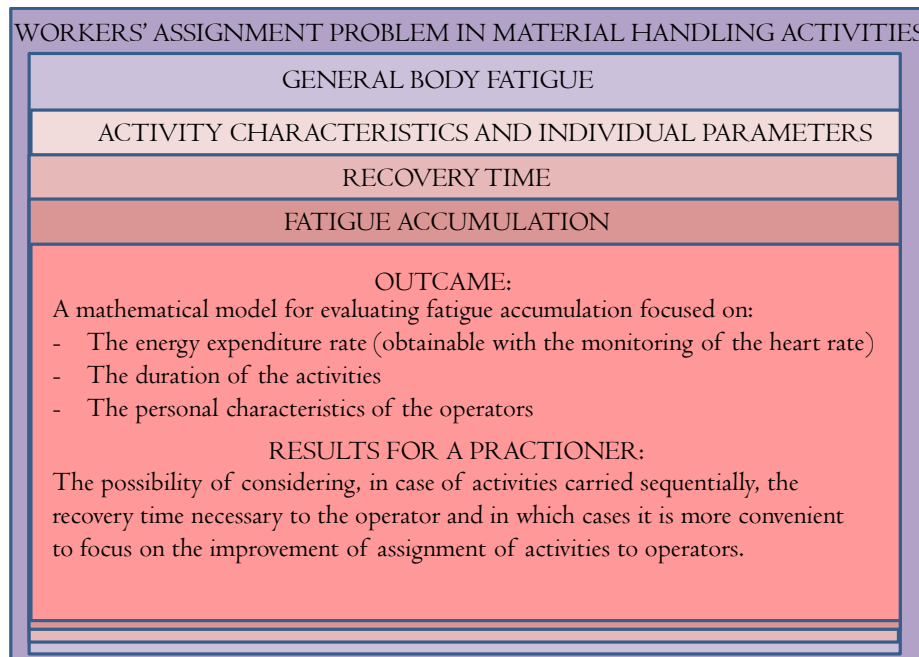 WORKERS' ASSIGNMENT PROBLEM IN MATERIAL HANDLING ACTIVITIES
GENERAL BODY FATIGUE
ACTIVITY CHARACTERISTICS AND INDIVIDUAL PARAMETERS
RECOVERY TIME
FATIGUE ACCUMULATION
OUTCAME:
A mathematical model for evaluating fatigue accumulation focused on:
- The energy expenditure rate (obtainable with the monitoring of the heart rate)
- The duration of the activities
- The personal characteristics of the operators
RESULTS FOR A PRACTIONER:
The possibility of considering, in case of activities carried sequentially, the
recovery time necessary to the operator and in which cases it is more convenient
to focus on the improvement of assignment of activities to operators.